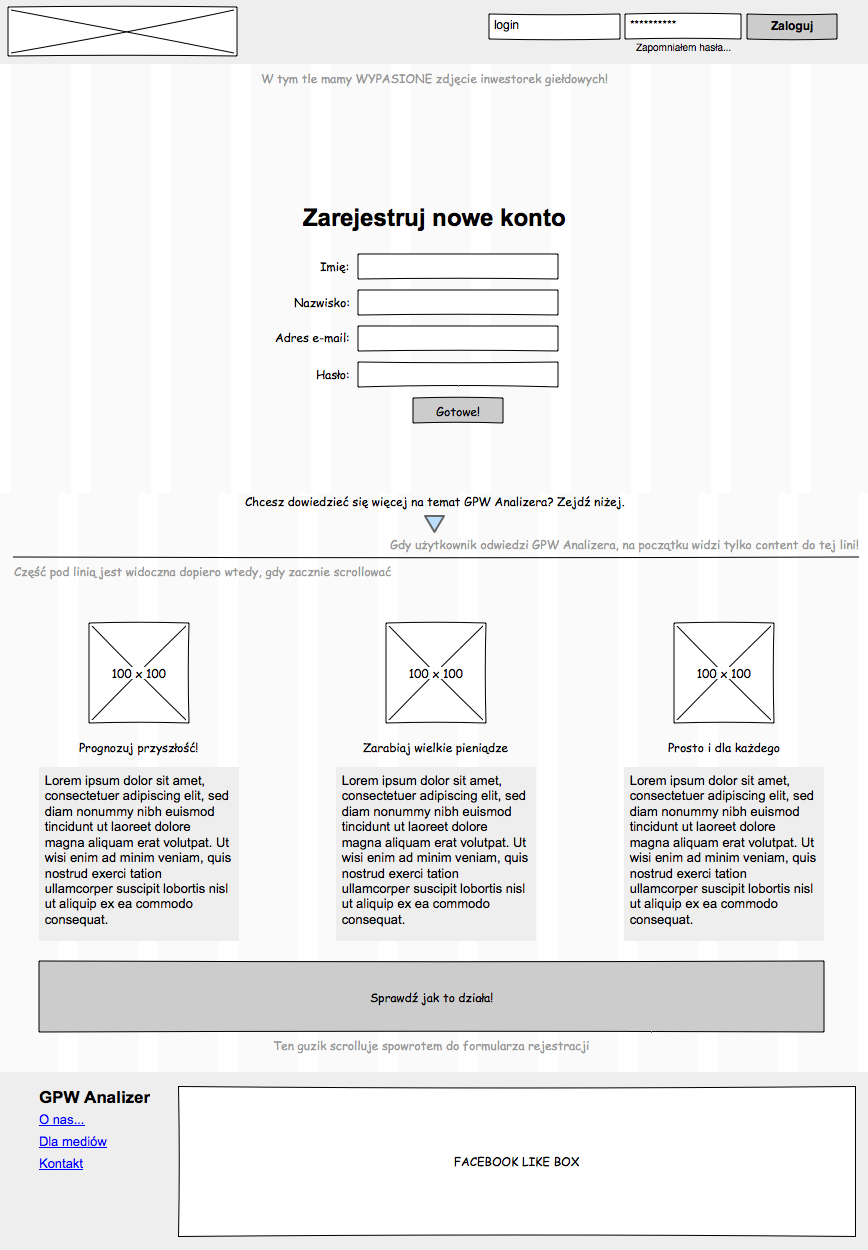 login
**********
Zaloguj
Zapomniałem hasła...
W tym tle mamy WYPASIONE zdjęcie inwestorek giełdowych!
Zarejestruj nowe konto
Imię:
Nazwisko:
Adres e-mail:
Hasło:
Gotowe!
Chcesz dowiedzieć się więcej na temat GPW Analizera? Zejdź niżej.
Gdy użytkownik odwiedzi GPW Analizera, na początku widzi tylko content do tej lini!
Część pod linią jest widoczna dopiero wtedy, gdy zacznie scrollować
100 x 100
100 x 100
100 x 100
Prognozuj przyszłość!
Zarabiaj wielkie pieniądze
Prosto i dla każdego
Lorem ipsum dolor sit amet,
consectetuer adipiscing elit, sed
diam nonummy nibh euismod
tincidunt ut laoreet dolore
magna aliquam erat volutpat. Ut
wisi enim ad minim veniam, quis
nostrud exerci tation
ullamcorper suscipit lobortis nisl
ut aliquip ex ea commodo
consequat.
Lorem ipsum dolor sit amet,
consectetuer adipiscing elit, sed
diam nonummy nibh euismod
tincidunt ut laoreet dolore
magna aliquam erat volutpat. Ut
wisi enim ad minim veniam, quis
nostrud exerci tation
ullamcorper suscipit lobortis nisl
ut aliquip ex ea commodo
consequat.
Lorem ipsum dolor sit amet,
consectetuer adipiscing elit, sed
diam nonummy nibh euismod
tincidunt ut laoreet dolore
magna aliquam erat volutpat. Ut
wisi enim ad minim veniam, quis
nostrud exerci tation
ullamcorper suscipit lobortis nisl
ut aliquip ex ea commodo
consequat.
Sprawdź jak to działa!
Ten guzik scrolluje spowrotem do formularza rejestracji
GPW Analizer
O nas...
Dla mediów
Kontakt
FACEBOOK LIKE BOX